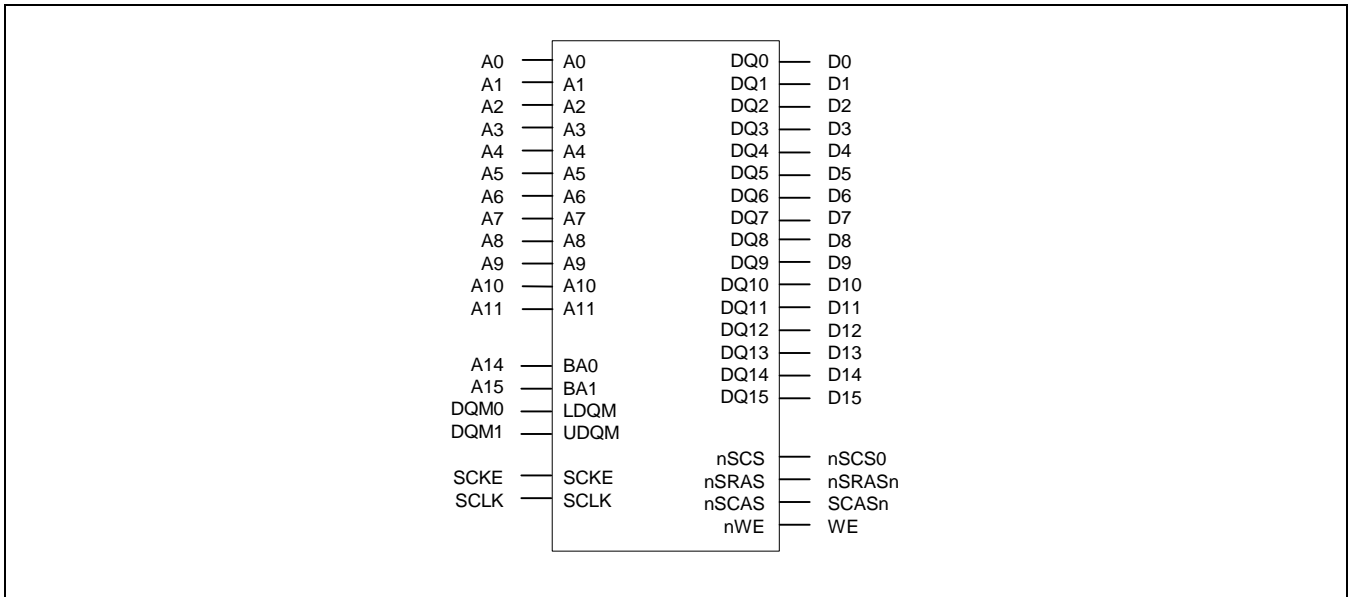 A0 A0 DQ0 D0
A1 A1 DQ1 D1
A2 A2 DQ2 D2
A3 A3 DQ3 D3
A4 A4 DQ4 D4
A5 A5 DQ5 D5
A6 A6 DQ6 D6
A7 A7 DQ7 D7
A8 A8 DQ8 D8
A9 A9 DQ9 D9
A10 A10 DQ10 D10
A11 A11 DQ11 D11
DQ12 D12
DQ13 D13
A14 BA0 DQ14 D14
A15 BA1 DQ15 D15
DQM0 LDQM
DQM1 UDQM
nSCS nSCS0
SCKE SCKE nSRAS nSRASn
SCLK SCLK nSCAS SCASn
nWE WE